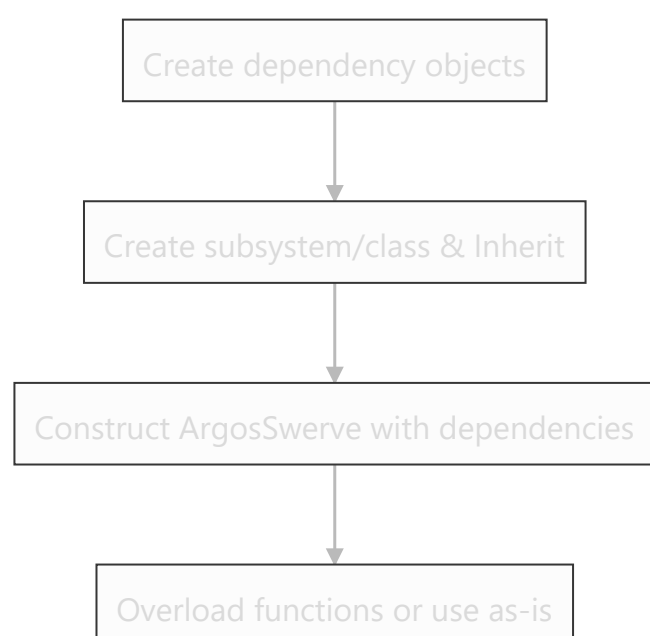 Create dependency objects
Create subsystem/class & Inherit
Construct ArgosSwerve with dependencies
Overload functions or use as-is